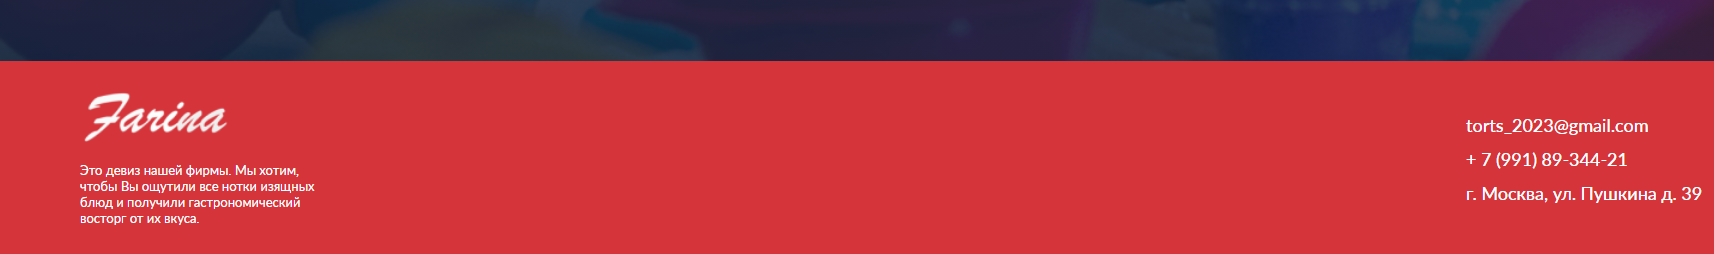 Farina
Это девиз нашей фирмы. Мы хотим,
чтобы Вы ощутили все нотки изящных
блюд и получили гастрономический
восторг от их вкуса.
torts_2023@gmail.com
+ 7 (991) 89-344-21
г. Москва, ул. Пушкина д. 39